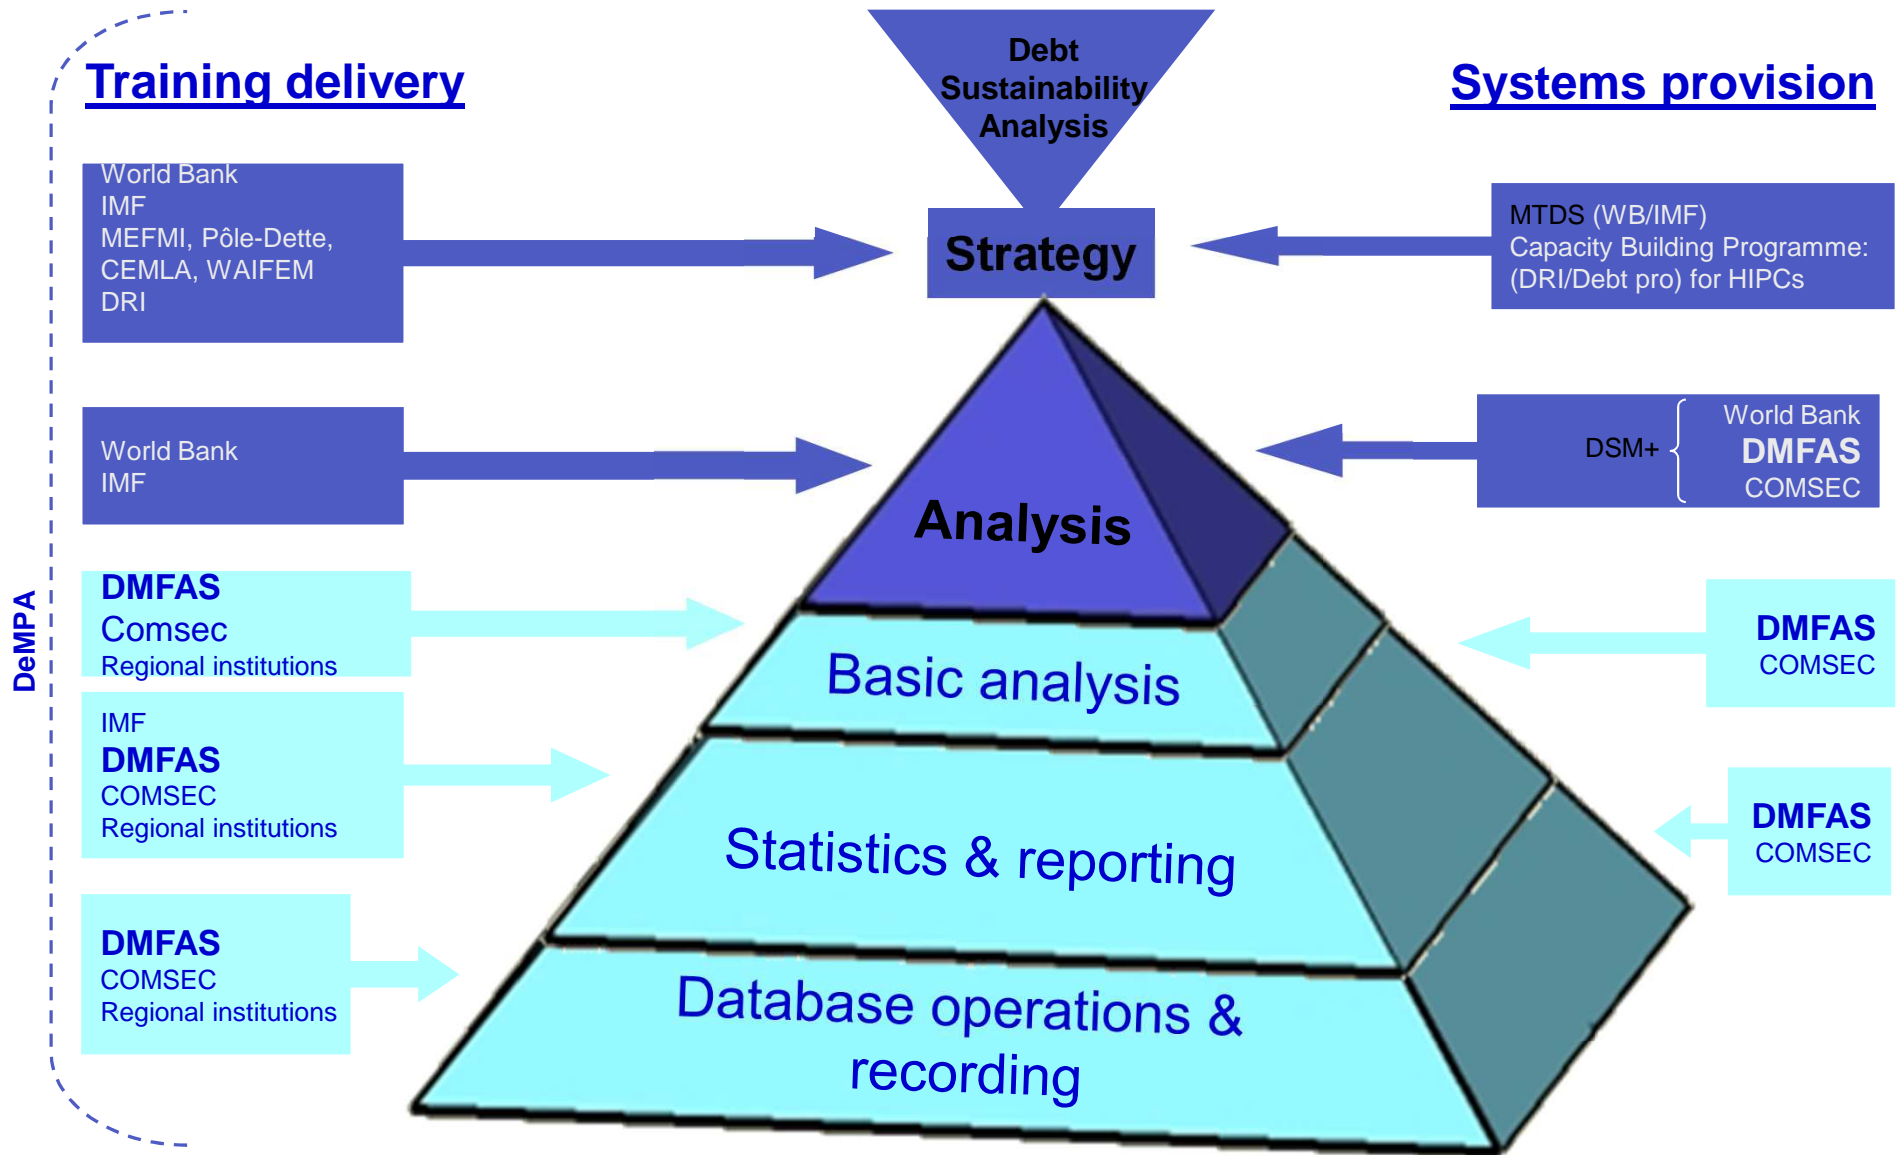 Training delivery
Debt
Sustainability
Analysis
Systems provision
World Bank
IMF
MEFMI, Pôle-Dette,
CEMLA, WAIFEM
DRI
Strategy
MTDS (WB/IMF)
Capacity Building Programme:
(DRI/Debt pro) for HIPCs
World Bank
IMF
Analysis
DSM+
World Bank
DMFAS
COMSEC
DeMPA
DMFAS
Comsec
Regional institutions
Basic analysis
DMFAS
COMSEC
IMF
DMFAS
COMSEC
Regional institutions
Statistics & reporting
DMFAS
COMSEC
DMFAS
COMSEC
Regional institutions
Database operations &
recording